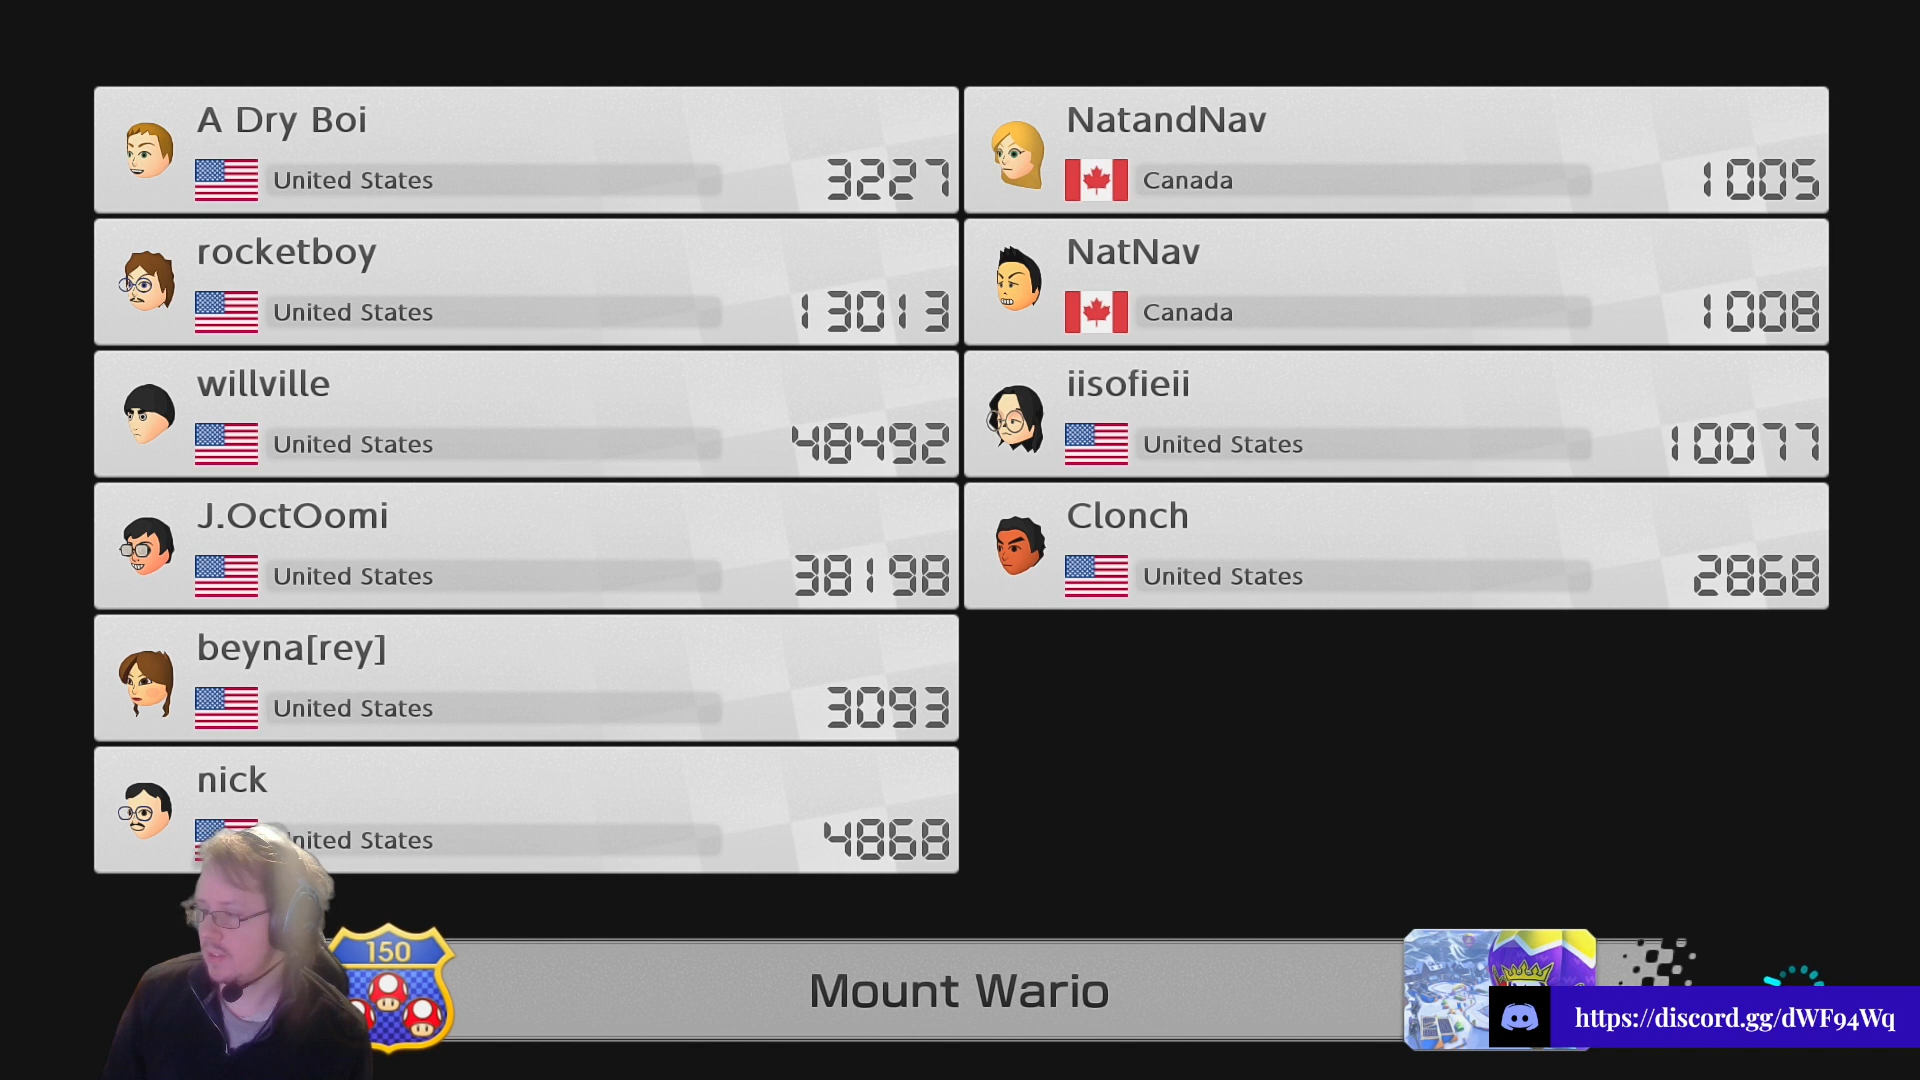 A Dry Boi
United States
3227
rocketboy
United States
13013
willville
United States
48492
J.OctOomi
United States
38198
beyna[rey]
United States
3093
nick
United States
4868
NatandNav
Canada
1005
NatNav
Canada
1008
iisofieii
United States
10077
Clonch
United States
2868
150
Mount Wario
https://discord.gg/dWF94Wq